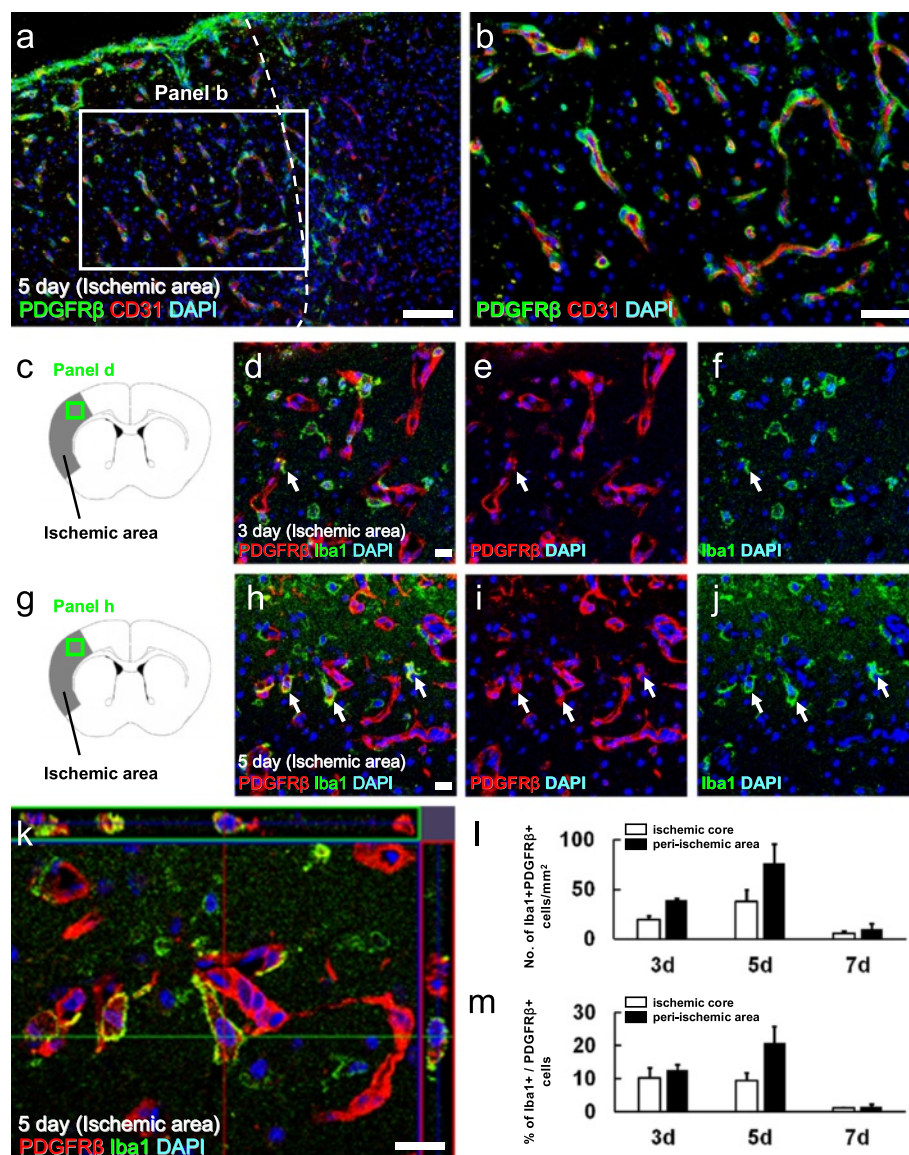 a
Panel b
5 day (Ischemic area)
PDGFRβ CD31 DAPI
b
PDGFRβ CD31 DAPI
c
Panel d
Ischemic area
d
3 day (Ischemic area)
PDGFRβ Iba1 DAPI
e
PDGFRβ DAPI
f
Iba1 DAPI
g
Panel h
Ischemic area
h
5 day (Ischemic area)
PDGFRβ Iba1 DAPI
i
PDGFRβ DAPI
j
Iba1 DAPI
k
5 day (Ischemic area)
PDGFRβ Iba1 DAPI
l
No. of Iba1+PDGFRβ+
cells/mm²
ischemic core
peri-ischemic area
100
50
0
3d 5d 7d
m
% of Iba1+ / PDGFRβ+
cells
ischemic core
peri-ischemic area
30
20
10
0
3d 5d 7d